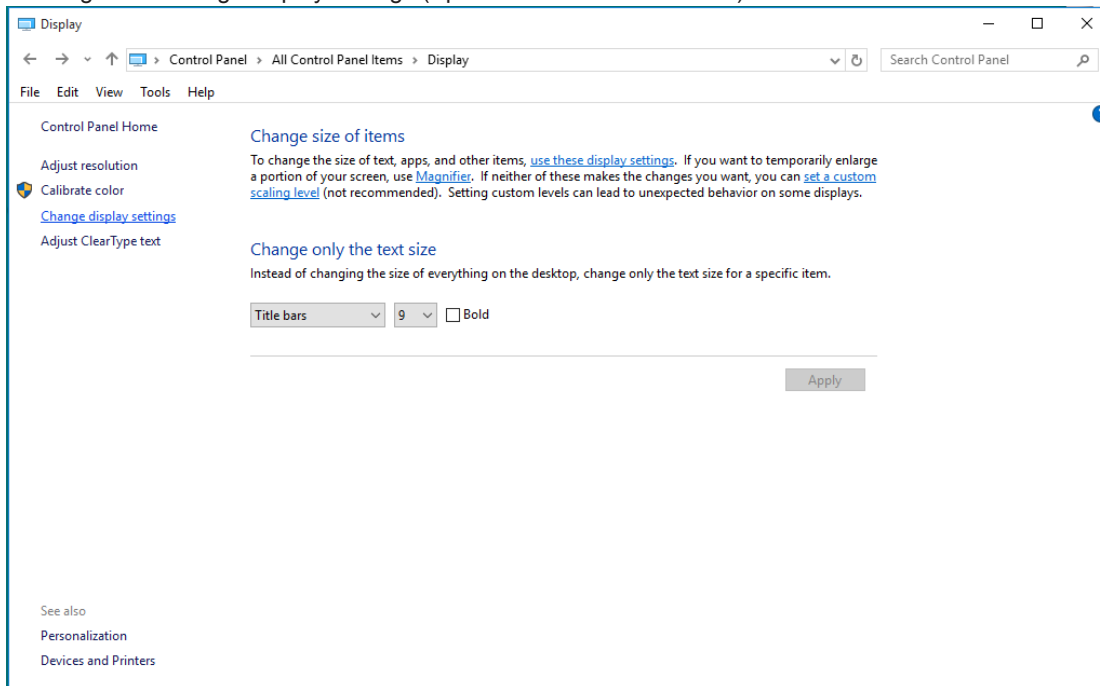 Display
Control Panel > All Control Panel Items > Display
Search Control Panel
File Edit View Tools Help
Control Panel Home
Adjust resolution
Calibrate color
Change display settings
Adjust ClearType text
Change size of items
To change the size of text, apps, and other items, use these display settings. If you want to temporarily enlarge
a portion of your screen, use Magnifier. If neither of these makes the changes you want, you can set a custom
scaling level (not recommended). Setting custom levels can lead to unexpected behavior on some displays.
Change only the text size
Instead of changing the size of everything on the desktop, change only the text size for a specific item.
Title bars 9 Bold
Apply
See also
Personalization
Devices and Printers